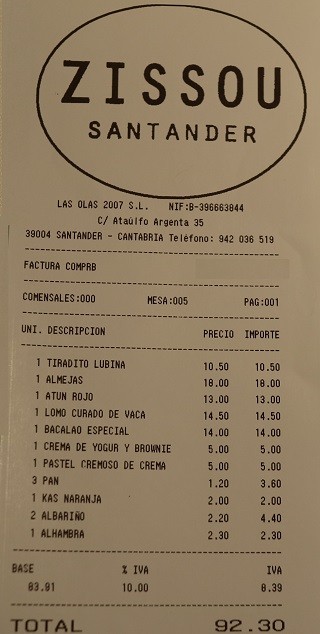 ZISSOU
SANTANDER
LAS OLAS 2007 S.L. NIF:B-396663844
C/ Ataúlfo Argenta 35
39004 SANTANDER - CANTABRIA Teléfono: 942 036 519
FACTURA COMPRB
COMENSALES:000 MESA:005 PAG:001
UNI. DESCRIPCION PRECIO IMPORTE
1 TIRADITO LUBINA 10.50 10.50
1 ALMEJAS 18.00 18.00
1 ATUN ROJO 13.00 13.00
1 LOMO CURADO DE VACA 14.50 14.50
1 BACALAO ESPECIAL 14.00 14.00
1 CREMA DE YOGUR Y BROWNIE 5.00 5.00
1 PASTEL CREMOSO DE CREMA 5.00 5.00
3 PAN 1.20 3.60
1 KAS NARANJA 2.00 2.00
2 ALBARIÑO 2.20 4.40
1 ALHAMBRA 2.30 2.30
BASE % IVA IVA
83.91 10.00 8.39
TOTAL 92.30